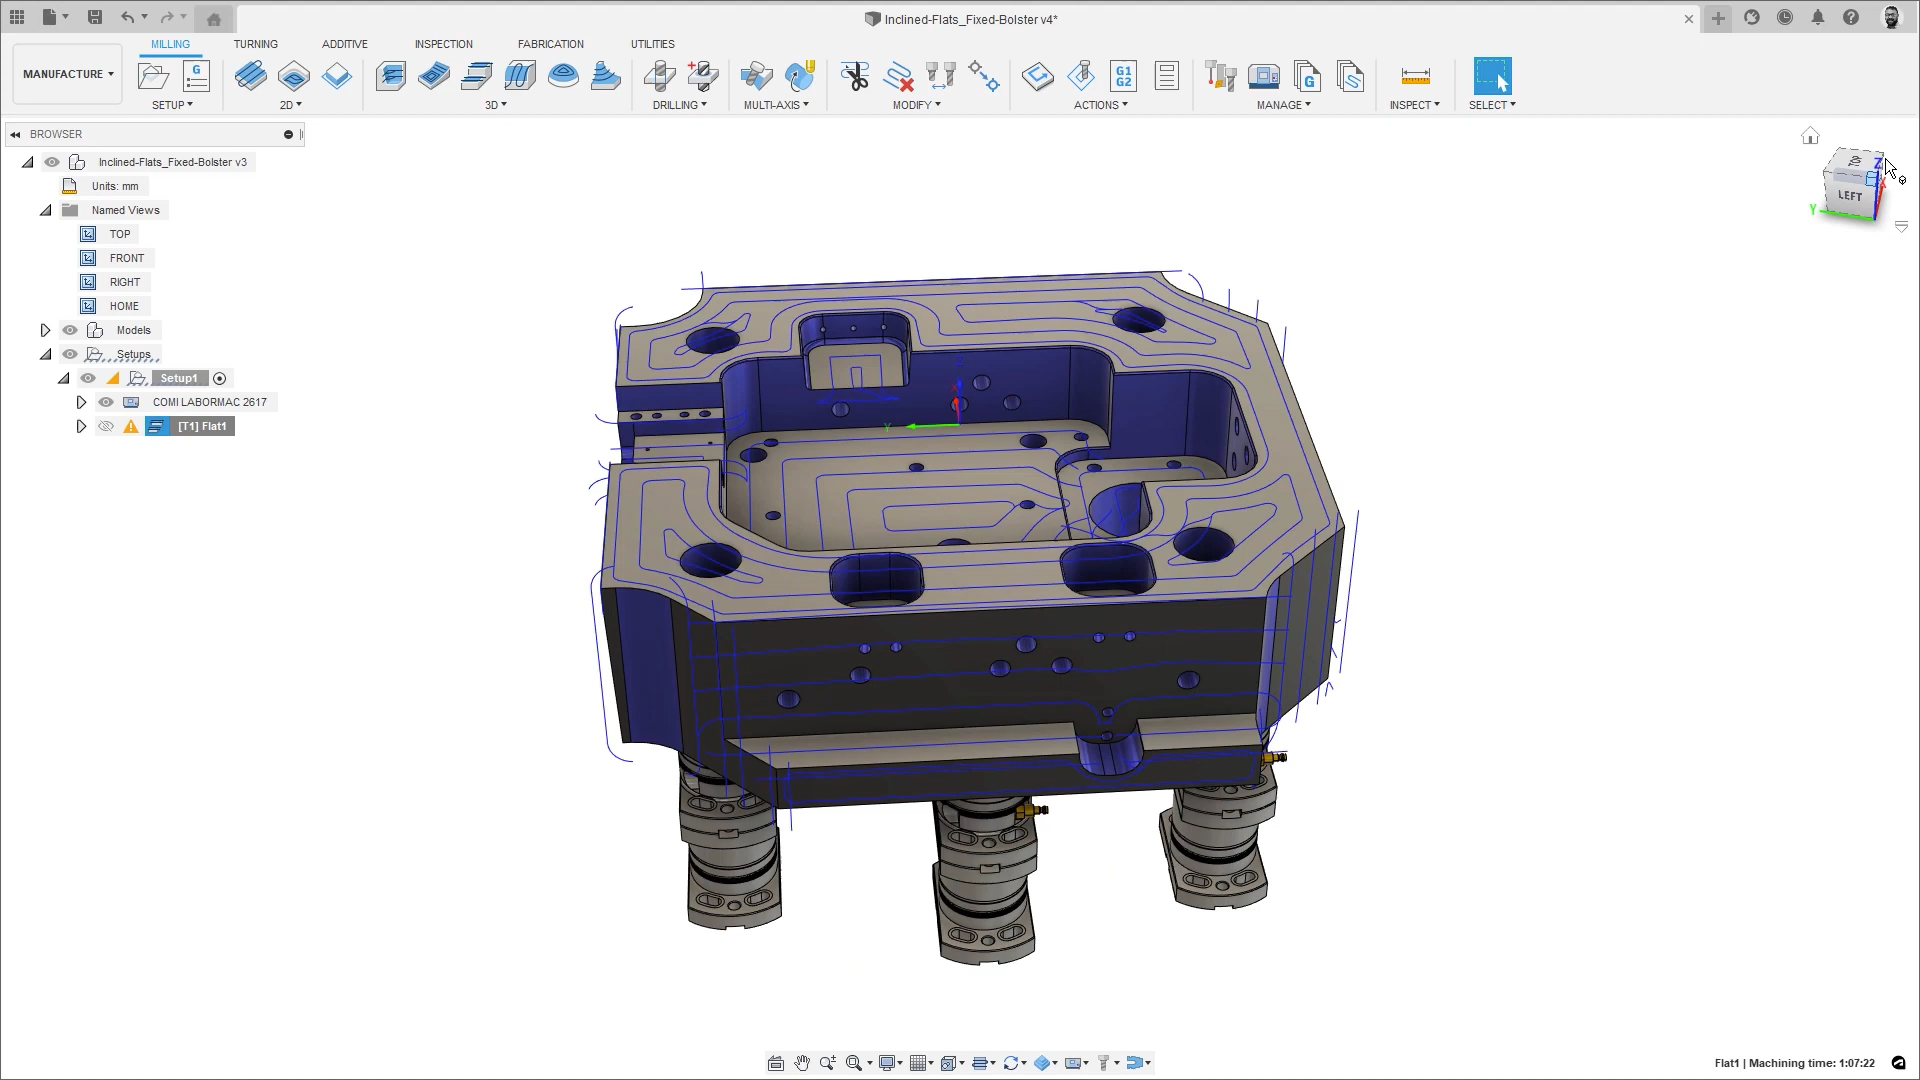 Inclined-Flats_Fixed-Bolster v4*
MILLING TURNING ADDITIVE INSPECTION FABRICATION UTILITIES
MANUFACTURE
G
G1
G2
G
SETUP 2D 3D DRILLING MULTI-AXIS MODIFY ACTIONS MANAGE INSPECT SELECT
BROWSER
Inclined-Flats_Fixed-Bolster v3
Units: mm
Named Views
TOP
FRONT
RIGHT
HOME
Models
Setups
Setup1
COMI LABORMAC 2617
[T1] Flat1
Z
X
LEFT
Y
Y
Flat1 | Machining time: 1:07:22